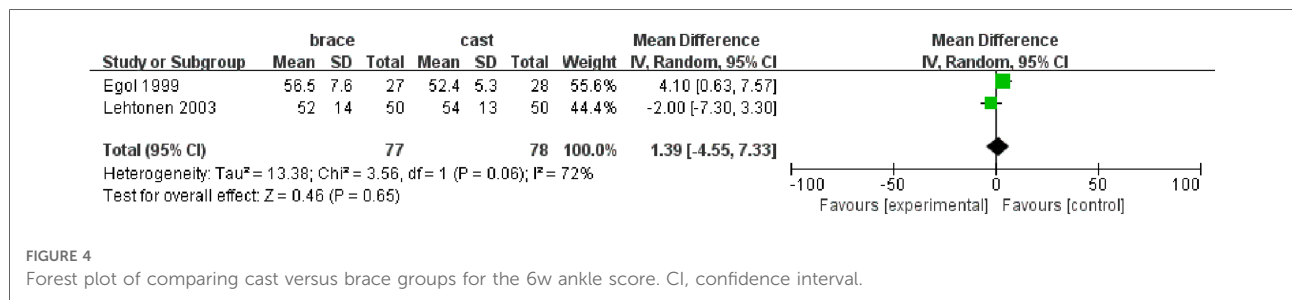 brace cast Mean Difference Mean Difference
Study or Subgroup Mean SD Total Mean SD Total Weight IV, Random, 95% CI IV, Random, 95% CI
Egol 1999 56.5 7.6 27 52.4 5.3 28 55.6% 4.10 [0.63, 7.57]
Lehtonen 2003 52 14 50 54 13 50 44.4% -2.00 [-7.30, 3.30]
Total (95% CI) 77 78 100.0% 1.39 [-4.55, 7.33]
Heterogeneity: Tau² = 13.38; Chi² = 3.56, df = 1 (P = 0.06); I² = 72%
Test for overall effect: Z = 0.46 (P = 0.65)
-100 -50 0 50 100
Favours [experimental] Favours [control]
FIGURE 4
Forest plot of comparing cast versus brace groups for the 6w ankle score. CI, confidence interval.